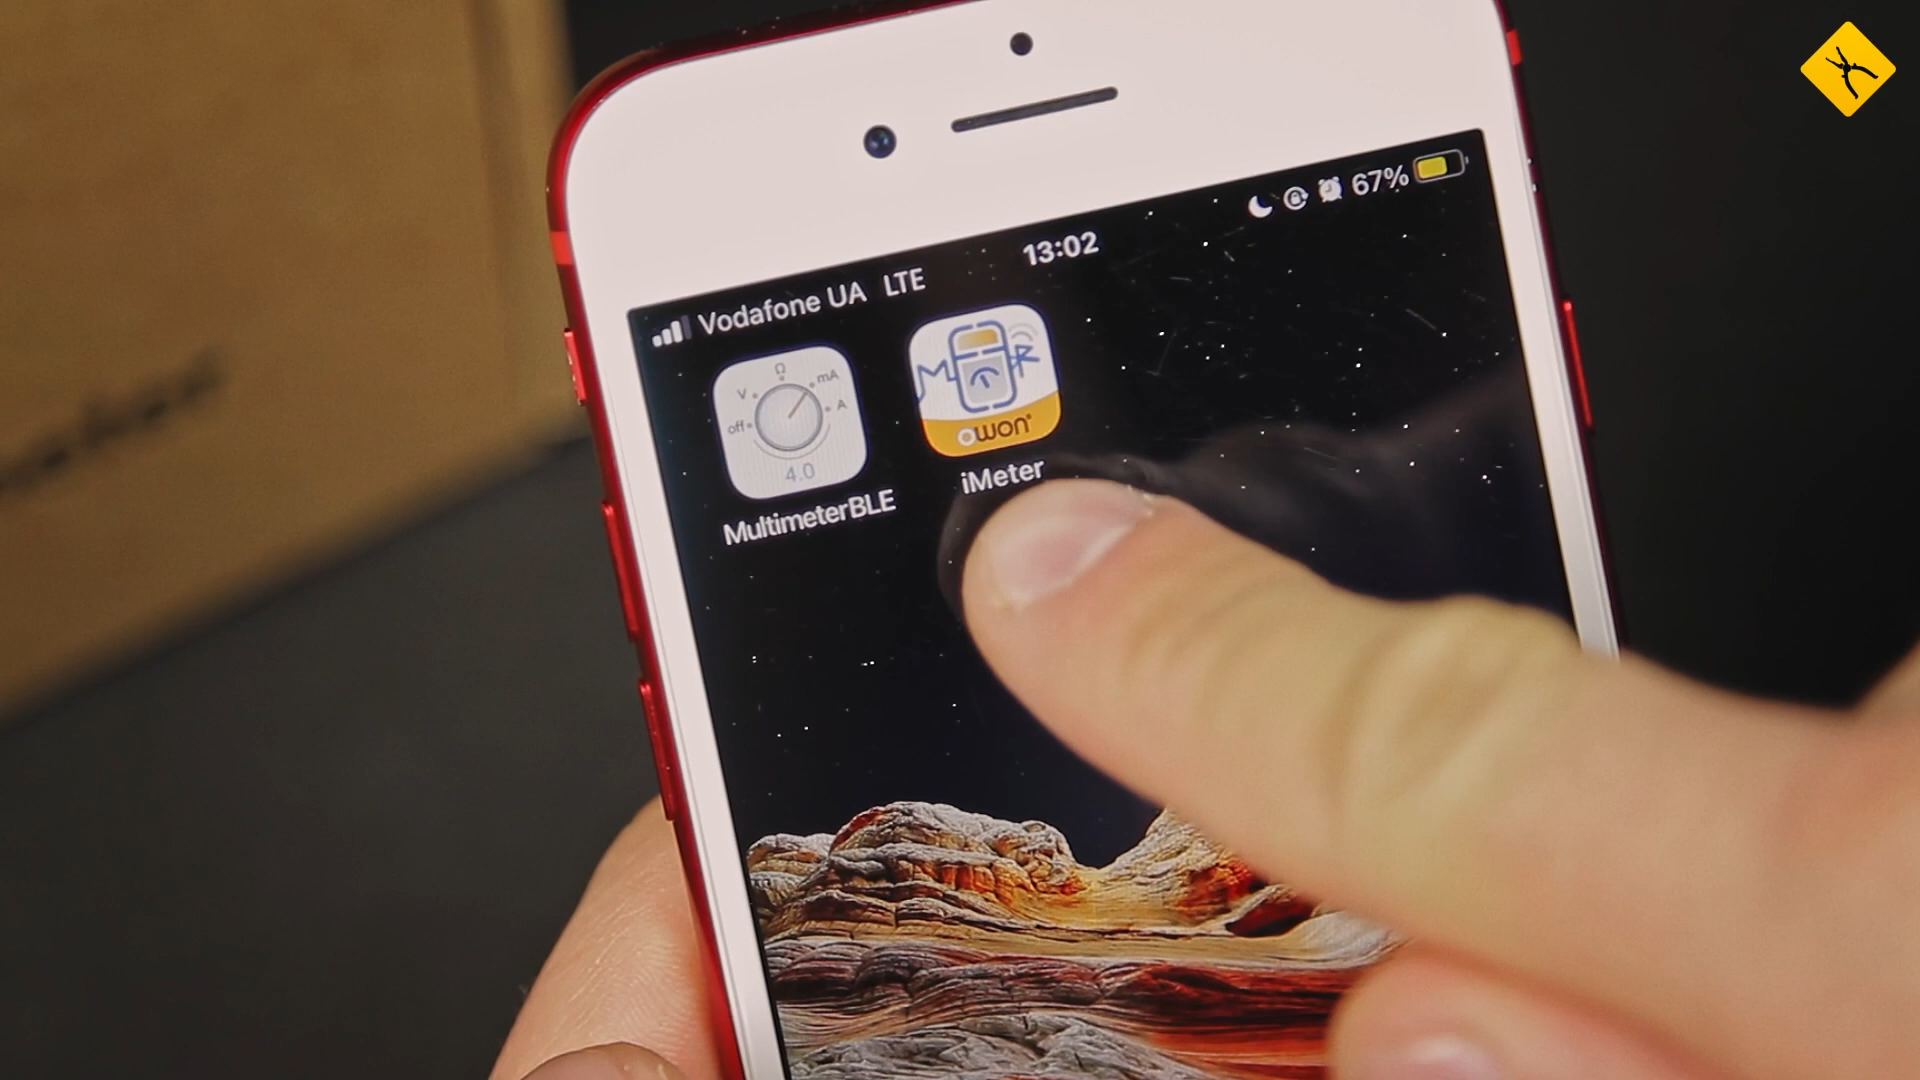 67%
13:02
Vodafone UA LTE
Ω
V
mA
off
A
4.0
MultimeterBLE
M R
owon
iMeter